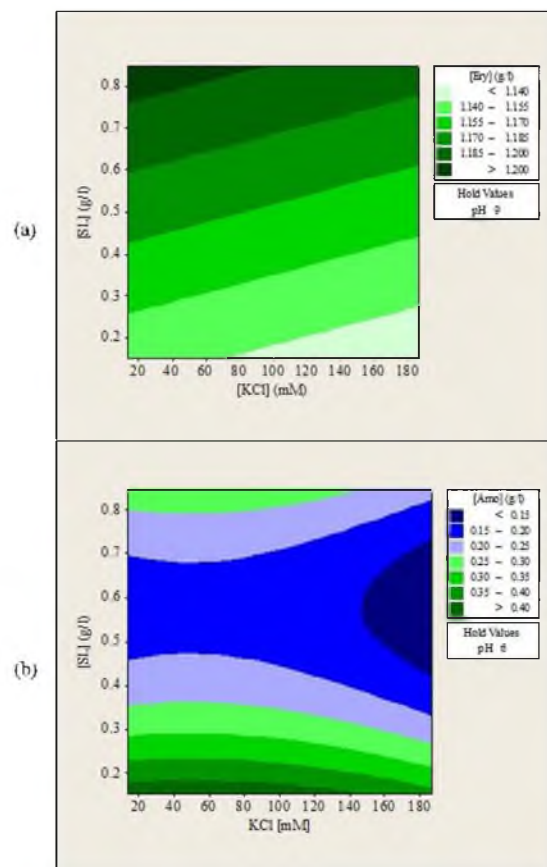 (a)
[SL] (g/l)
0.8
0.7
0.6
0.5
0.4
0.3
0.2
20 40 60 80 100 120 140 160 180
[KCl] (mM)
[Ery] (g/l)
< 1.140
1.140 – 1.155
1.155 – 1.170
1.170 – 1.185
1.185 – 1.200
> 1.200
Hold Values
pH 9
(b)
[SL] (g/l)
0.8
0.7
0.6
0.5
0.4
0.3
0.2
20 40 60 80 100 120 140 160 180
KCl [mM]
[Amo] (g/l)
< 0.15
0.15 – 0.20
0.20 – 0.25
0.25 – 0.30
0.30 – 0.35
0.35 – 0.40
> 0.40
Hold Values
pH 6